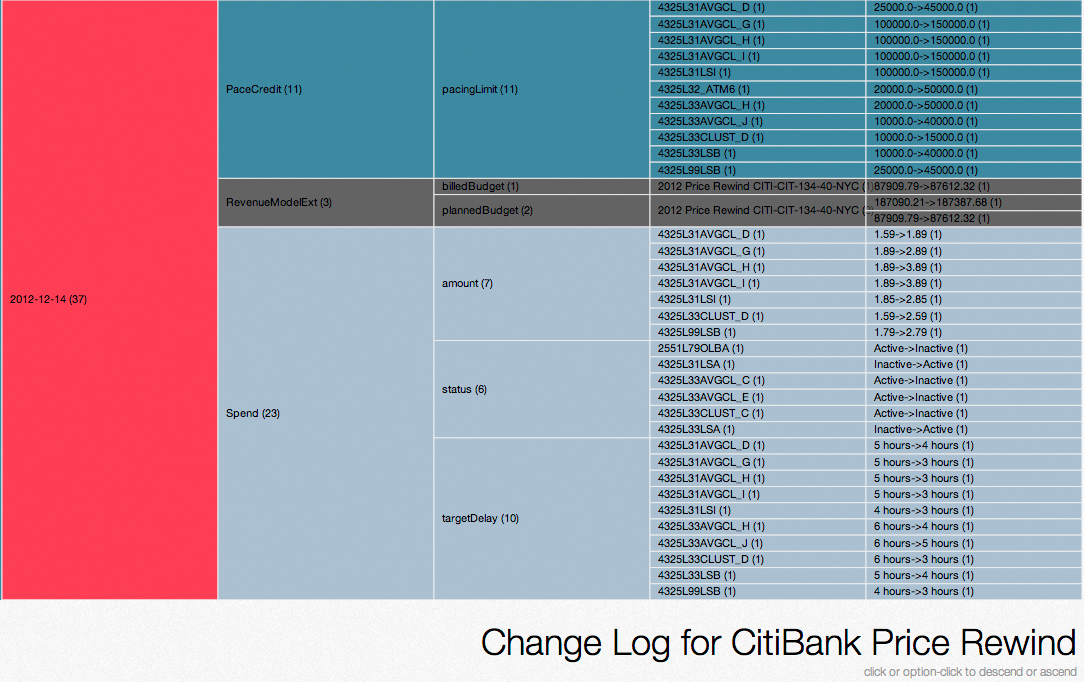 4325L31AVGCL_D (1) 25000.0->45000.0 (1)
4325L31AVGCL_G (1) 100000.0->150000.0 (1)
4325L31AVGCL_H (1) 100000.0->150000.0 (1)
4325L31AVGCL_I (1) 100000.0->150000.0 (1)
4325L31LSI (1) 100000.0->150000.0 (1)
PaceCredit (11) pacingLimit (11) 4325L32_ATM6 (1) 20000.0->50000.0 (1)
4325L33AVGCL_H (1) 20000.0->50000.0 (1)
4325L33AVGCL_J (1) 10000.0->40000.0 (1)
4325L33CLUST_D (1) 10000.0->15000.0 (1)
4325L33LSB (1) 10000.0->40000.0 (1)
4325L99LSB (1) 25000.0->45000.0 (1)
billedBudget (1) 2012 Price Rewind CITI-CIT-134-40-NYC (1) 87909.79->87612.32 (1)
RevenueModelExt (3) 187090.21->187387.68 (1)
plannedBudget (2) 2012 Price Rewind CITI-CIT-134-40-NYC (2)
87909.79->87612.32 (1)
4325L31AVGCL_D (1) 1.59->1.89 (1)
4325L31AVGCL_G (1) 1.89->2.89 (1)
4325L31AVGCL_H (1) 1.89->3.89 (1)
amount (7) 4325L31AVGCL_I (1) 1.89->3.89 (1)
2012-12-14 (37) 4325L31LSI (1) 1.85->2.85 (1)
4325L33CLUST_D (1) 1.59->2.59 (1)
4325L99LSB (1) 1.79->2.79 (1)
2551L79OLBA (1) Active->Inactive (1)
4325L31LSA (1) Inactive->Active (1)
4325L33AVGCL_C (1) Active->Inactive (1)
status (6) 4325L33AVGCL_E (1) Active->Inactive (1)
Spend (23) 4325L33CLUST_C (1) Active->Inactive (1)
4325L33LSA (1) Inactive->Active (1)
4325L31AVGCL_D (1) 5 hours->4 hours (1)
4325L31AVGCL_G (1) 5 hours->3 hours (1)
4325L31AVGCL_H (1) 5 hours->3 hours (1)
4325L31AVGCL_I (1) 5 hours->3 hours (1)
4325L31LSI (1) 4 hours->3 hours (1)
targetDelay (10) 4325L33AVGCL_H (1) 6 hours->4 hours (1)
4325L33AVGCL_J (1) 6 hours->5 hours (1)
4325L33CLUST_D (1) 6 hours->3 hours (1)
4325L33LSB (1) 5 hours->4 hours (1)
4325L99LSB (1) 4 hours->3 hours (1)
Change Log for CitiBank Price Rewind
click or option-click to descend or ascend